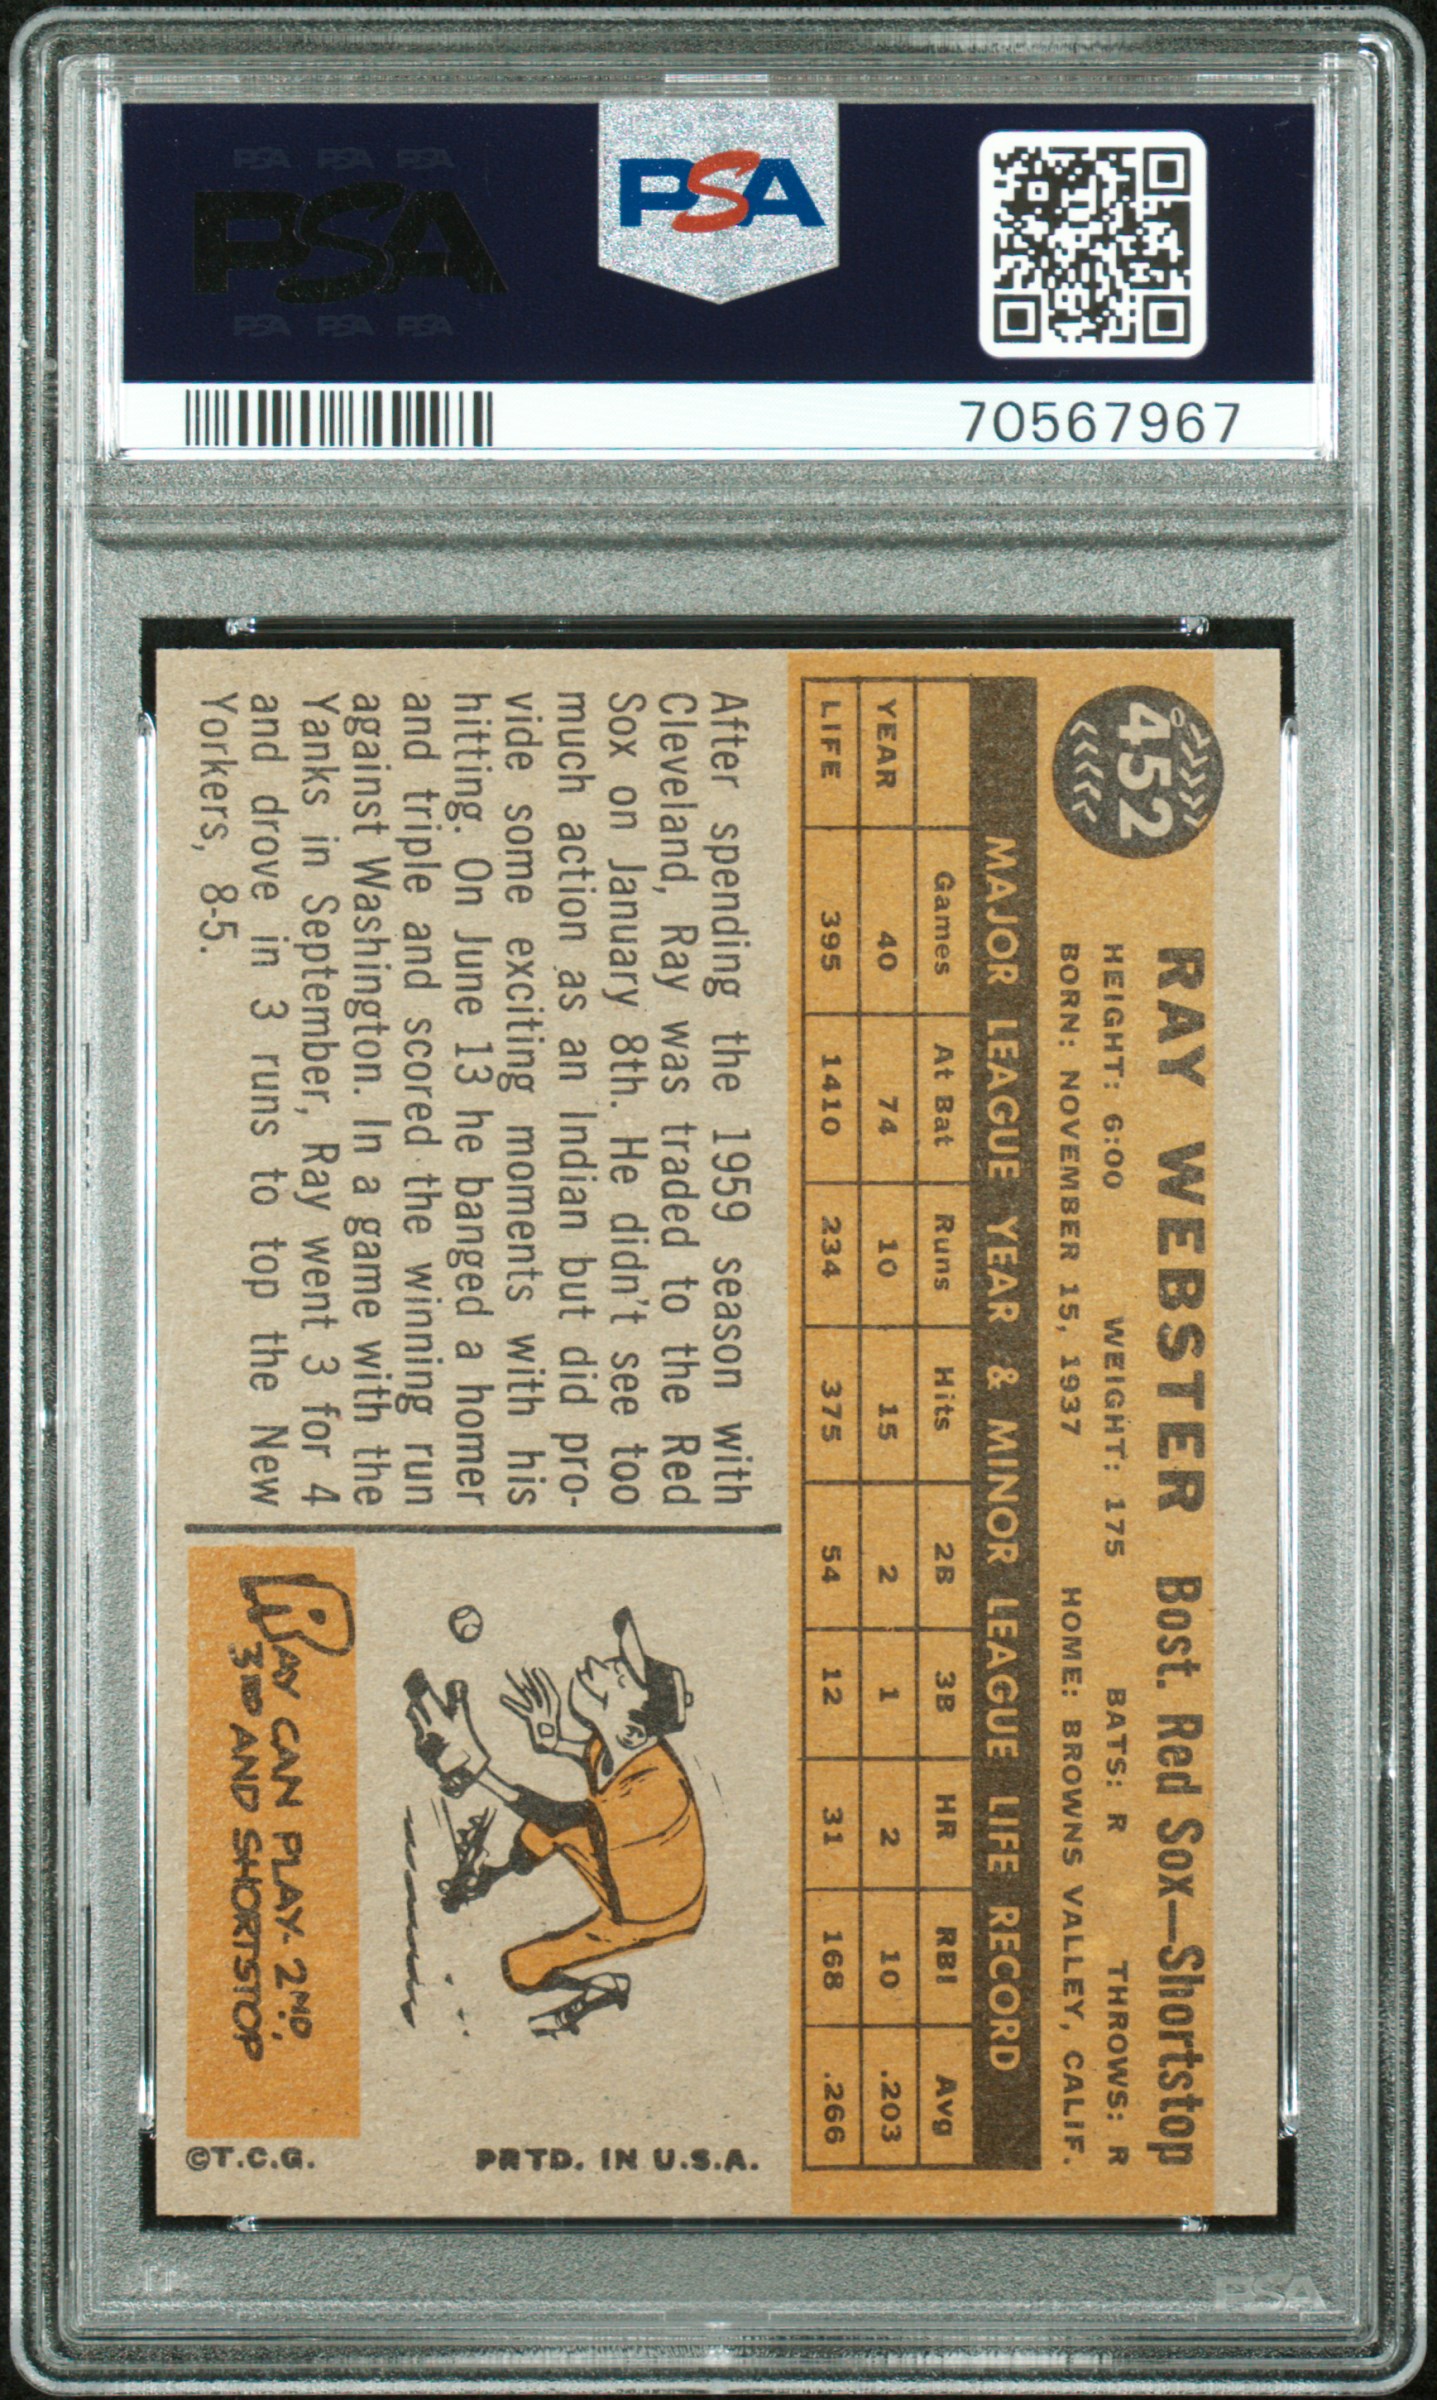 PSA PSA PSA
PSA
PSA PSA PSA
PSA
70567967
452
RAY WEBSTER Bost. Red Sox—Shortstop
HEIGHT: 6:00 WEIGHT: 175 BATS: R THROWS: R
BORN: NOVEMBER 15, 1937 HOME: BROWNS VALLEY, CALIF.
MAJOR LEAGUE YEAR & MINOR LEAGUE LIFE RECORD
Games At Bat Runs Hits 2B 3B HR RBI Avg
YEAR 40 74 10 15 2 1 2 10 .203
LIFE 395 1410 234 375 54 12 31 168 .266
After spending the 1959 season with
Cleveland, Ray was traded to the Red
Sox on January 8th. He didn't see too
much action as an Indian but did pro-
vide some exciting moments with his
hitting. On June 13 he banged a homer
and triple and scored the winning run
against Washington. In a game with the
Yanks in September, Ray went 3 for 4
and drove in 3 runs to top the New
Yorkers, 8-5.
RAY CAN PLAY-2ND,
3RD AND SHORTSTOP
PRTD. IN U.S.A.
©T.C.G.
PSA